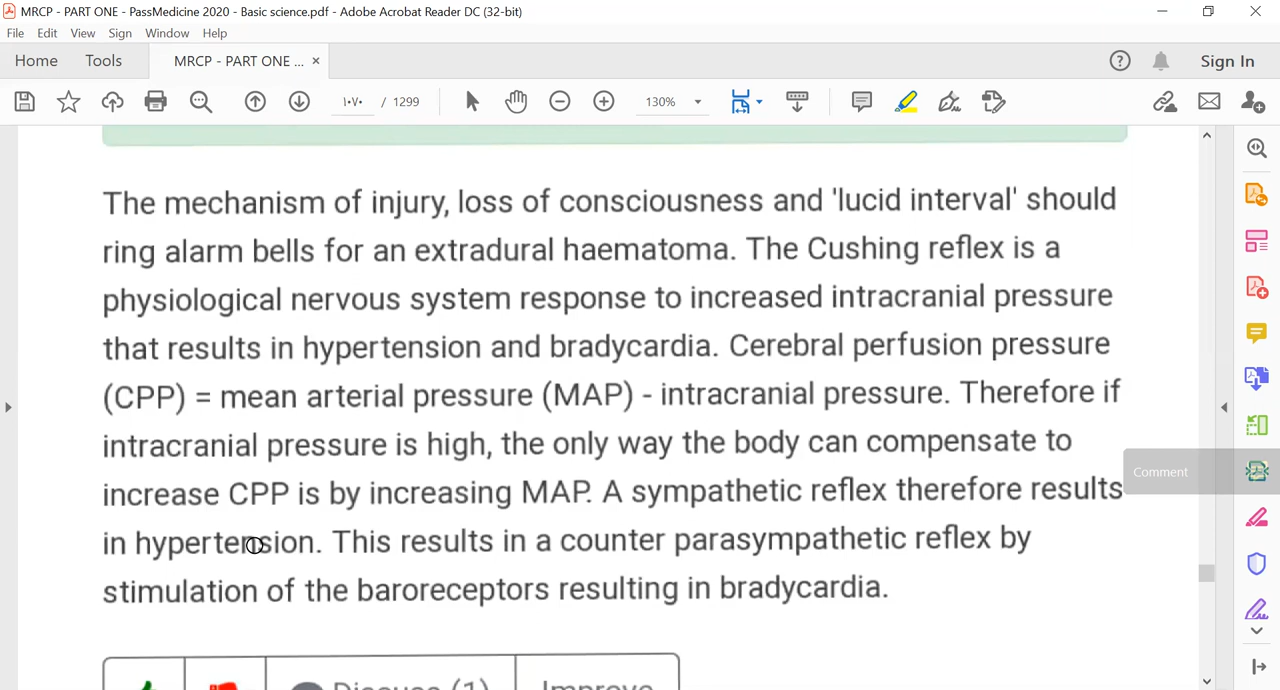 MRCP - PART ONE - PassMedicine 2020 - Basic science.pdf - Adobe Acrobat Reader DC (32-bit)
File Edit View Sign Window Help
Home Tools MRCP - PART ONE ... × Sign In
/ 1299 130%
The mechanism of injury, loss of consciousness and 'lucid interval' should
ring alarm bells for an extradural haematoma. The Cushing reflex is a
physiological nervous system response to increased intracranial pressure
that results in hypertension and bradycardia. Cerebral perfusion pressure
(CPP) = mean arterial pressure (MAP) - intracranial pressure. Therefore if
intracranial pressure is high, the only way the body can compensate to
Comment
increase CPP is by increasing MAP. A sympathetic reflex therefore results
in hypertension. This results in a counter parasympathetic reflex by
stimulation of the baroreceptors resulting in bradycardia.
Discuss (1) Improve